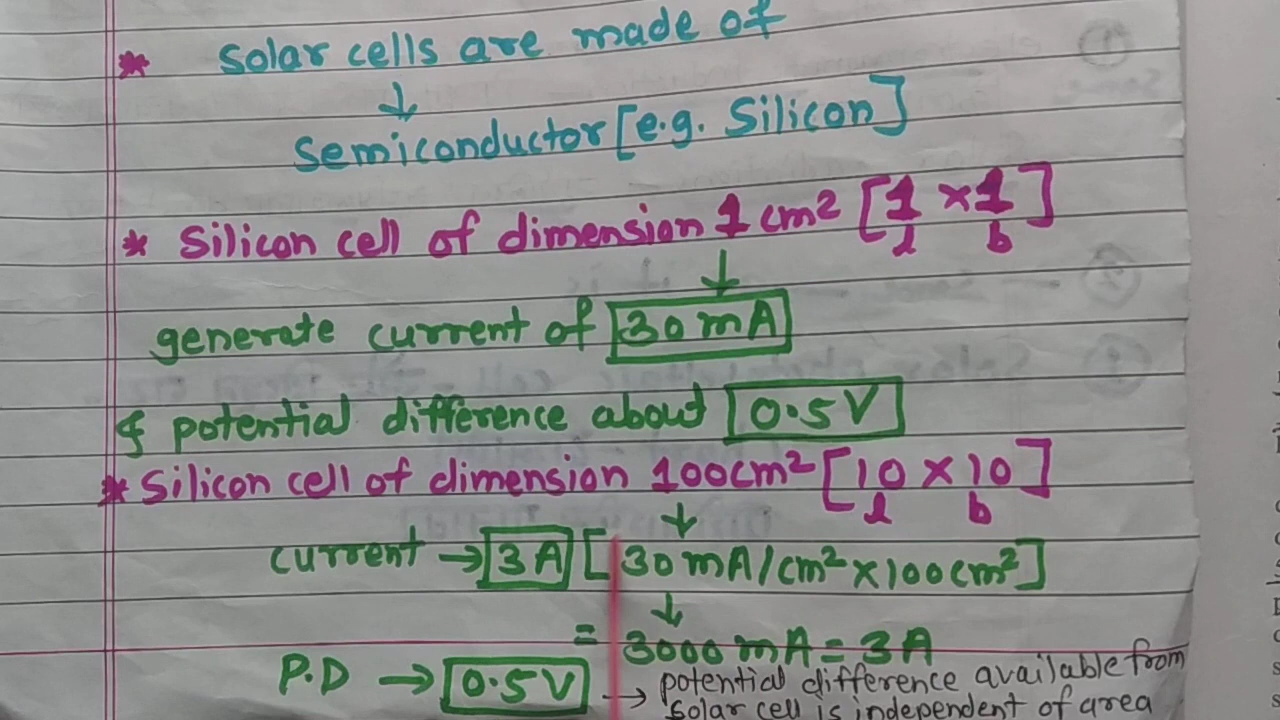 * Solar cells are made of
↓
Semiconductor [e.g. Silicon]
* Silicon cell of dimension 1 cm² [1 × 1]
l b
↓
generate current of 30 mA
& potential difference about 0.5 V
* Silicon cell of dimension 100cm² [10 × 10]
l b
↓
current → 3 A [30 mA/cm² × 100 cm²]
↓
= 3000 mA = 3 A
P.D → 0.5 V → potential difference available from
solar cell is independent of area